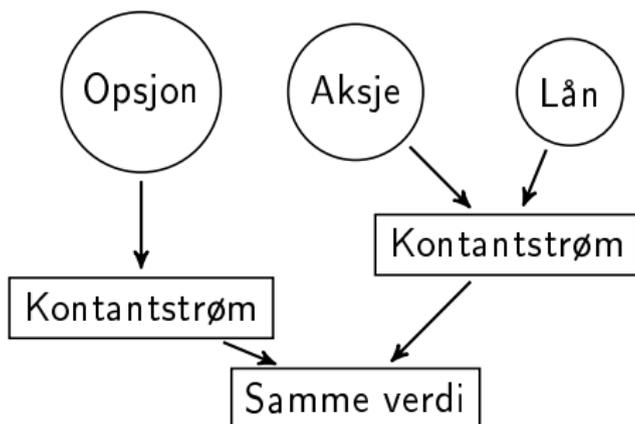 Opsjon
Aksje
Lån
Kontantstrøm
Kontantstrøm
Samme verdi